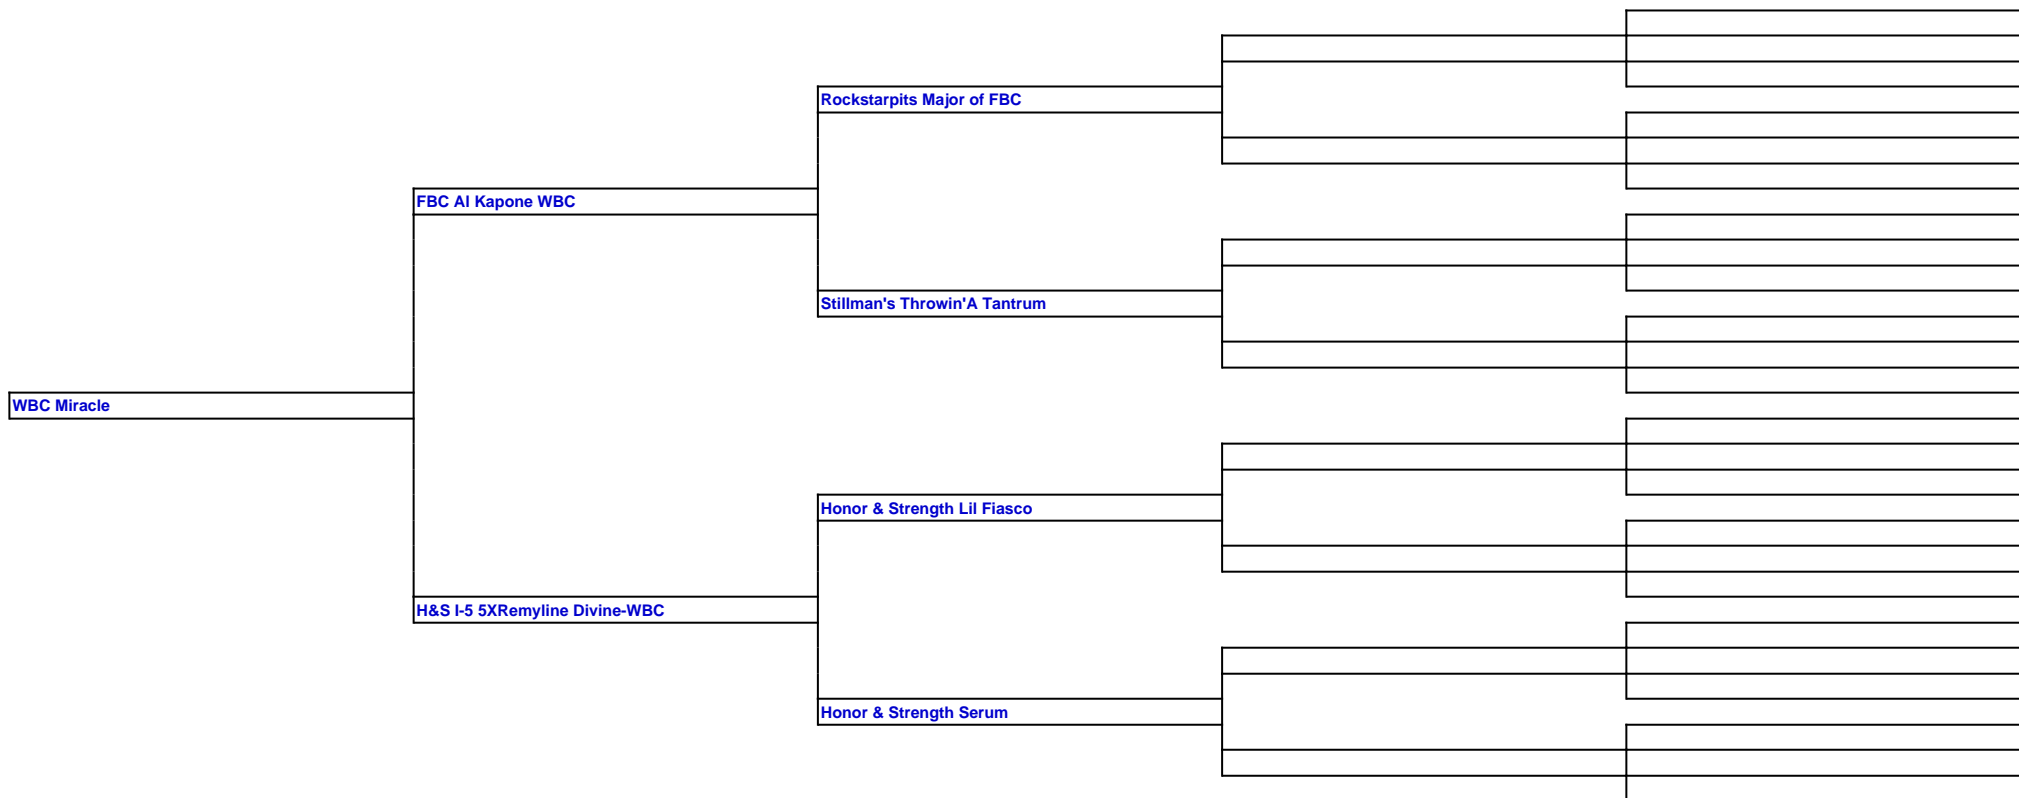 Rockstarpits Major of FBC
FBC Al Kapone WBC
Stillman's Throwin'A Tantrum
WBC Miracle
Honor & Strength Lil Fiasco
H&S I-5 5XRemyline Divine-WBC
Honor & Strength Serum